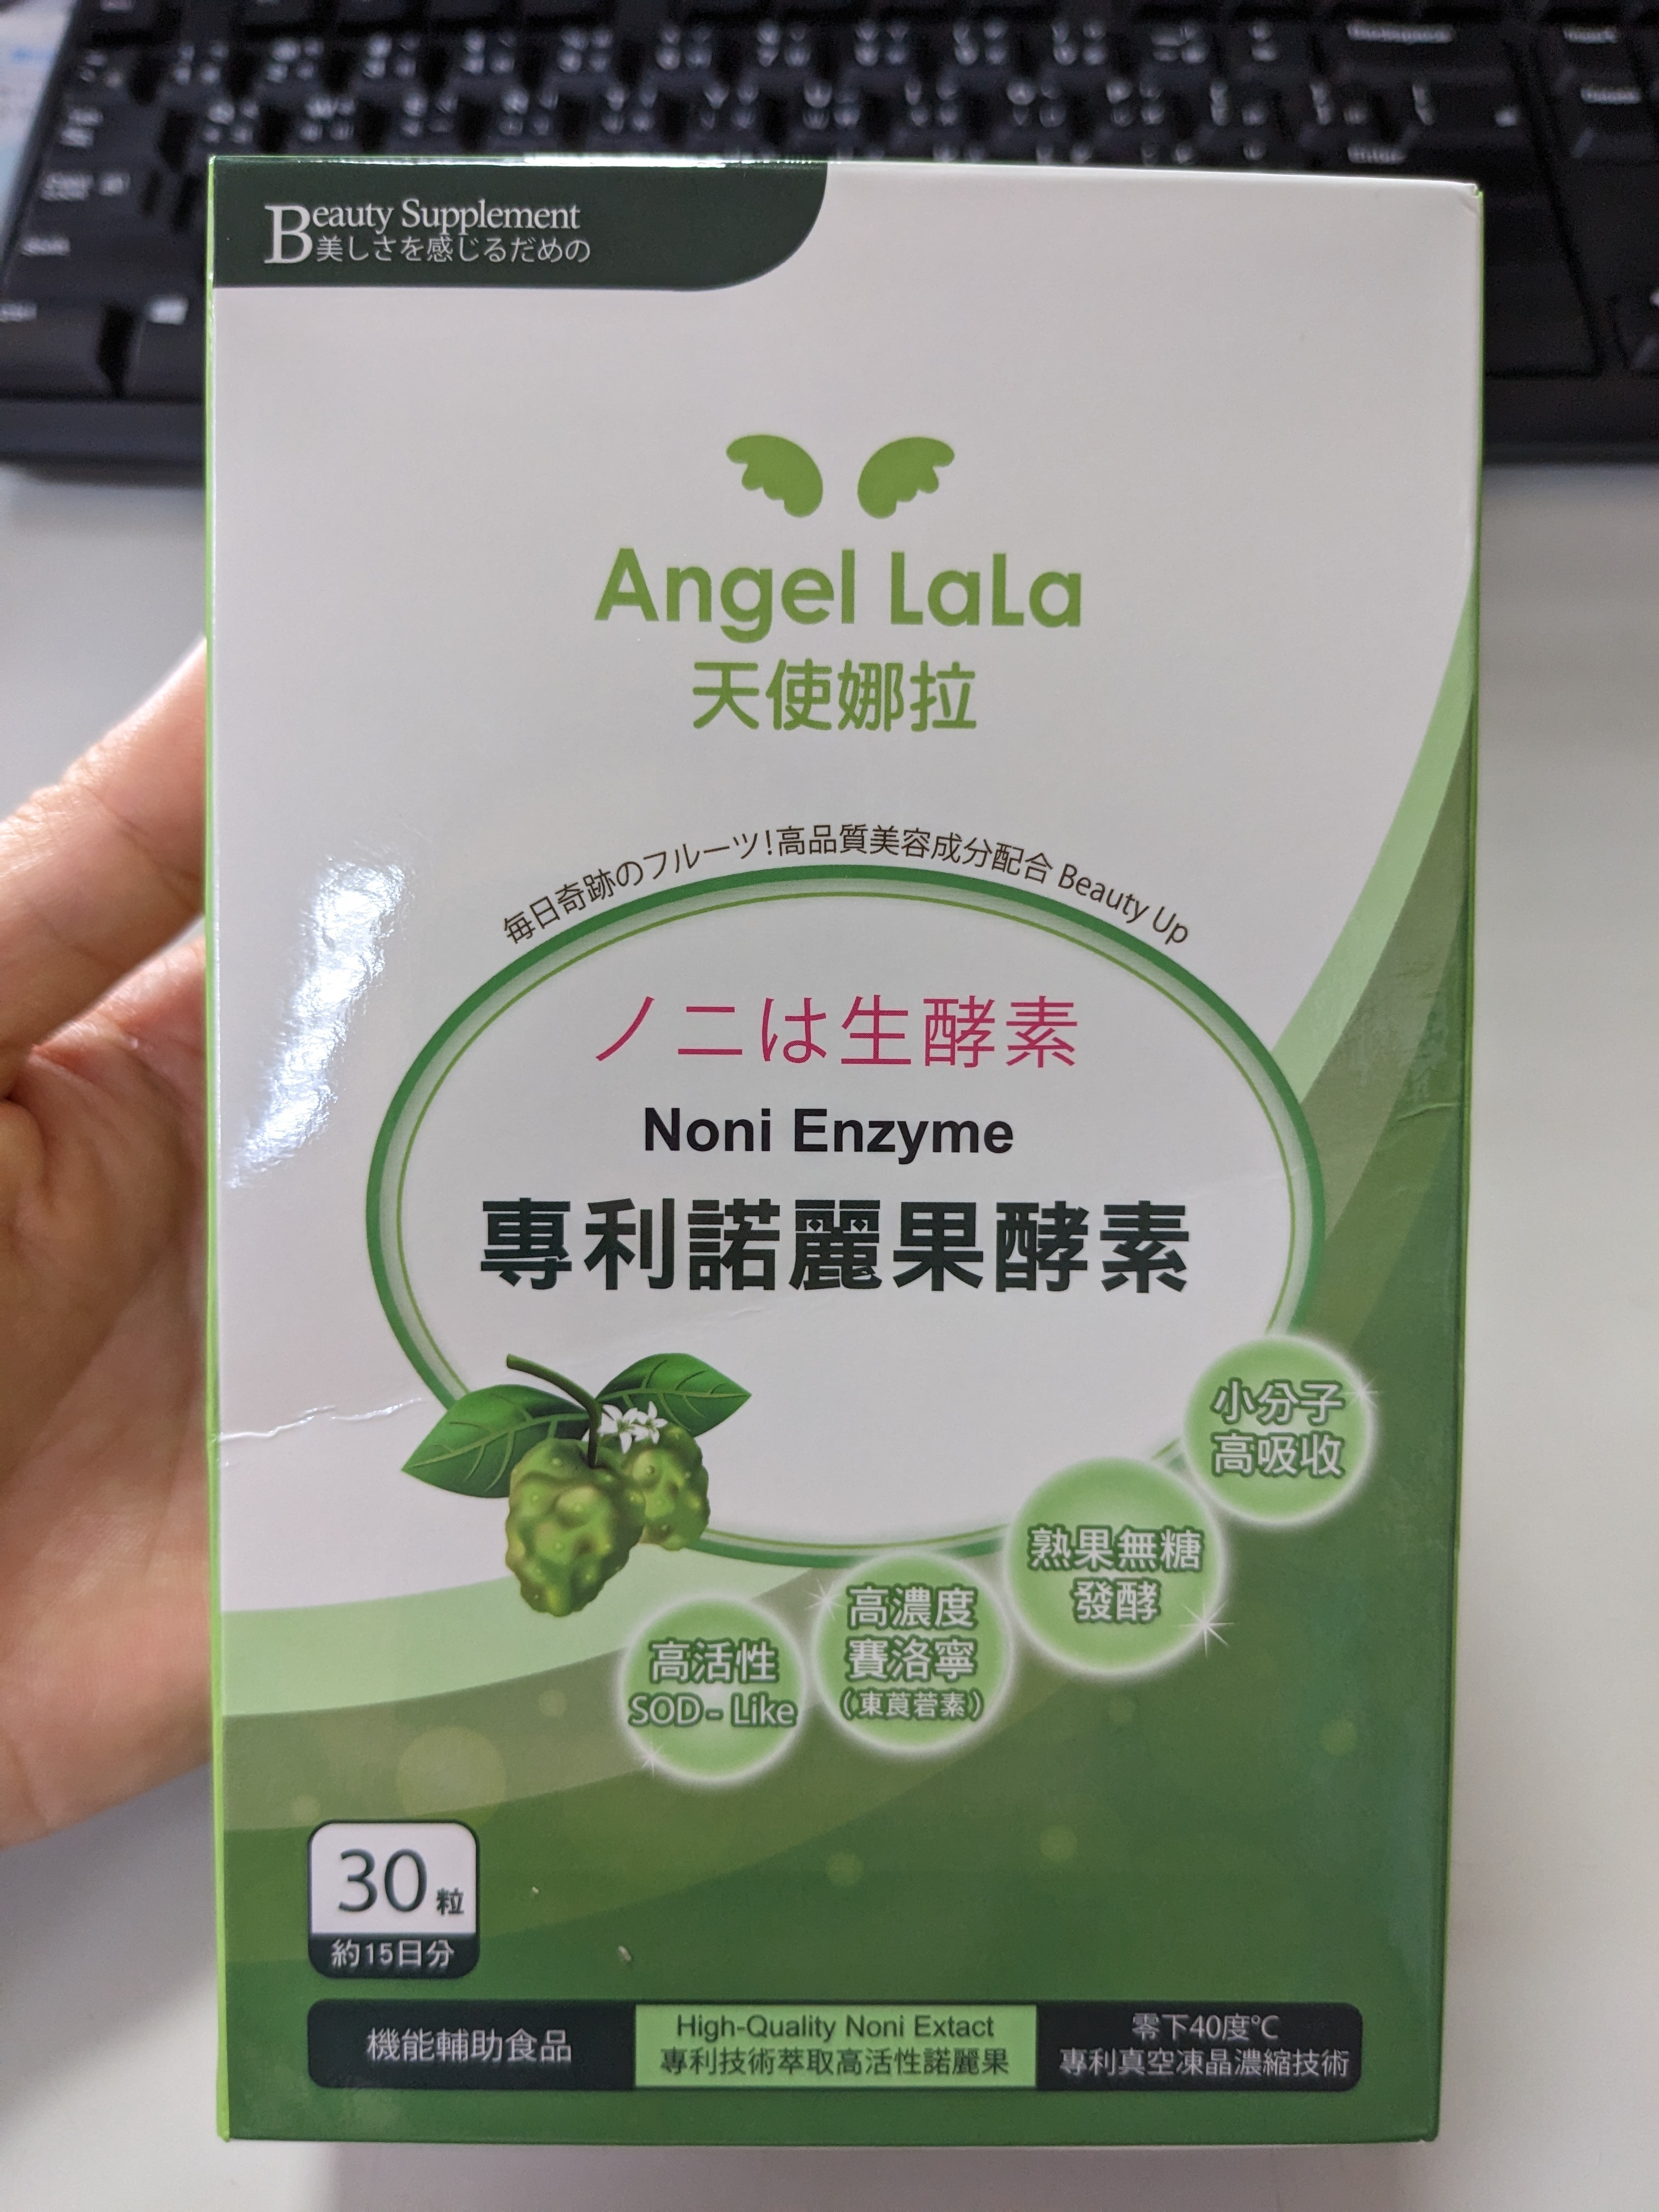 Beauty Supplement
美しさを感じるだめの
Angel LaLa
天使娜拉
毎日奇跡のフルーツ!高品質美容成分配合 Beauty Up
ノニは生酵素
Noni Enzyme
專利諾麗果酵素
小分子
高吸收
熟果無糖
發酵
高濃度
賽洛寧
(東莨菪素)
高活性
SOD - Like
30粒
約15日分
機能輔助食品
High-Quality Noni Extact
專利技術萃取高活性諾麗果
零下40度℃
專利真空凍晶濃縮技術